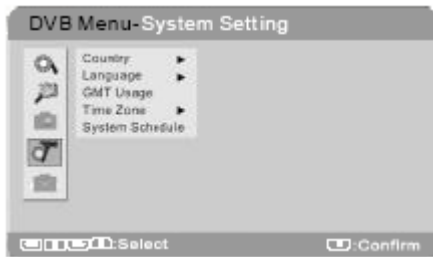 DVB Menu-System Setting
Country
Language
GMT Usage
Time Zone
System Schedule
:Select
:Confirm